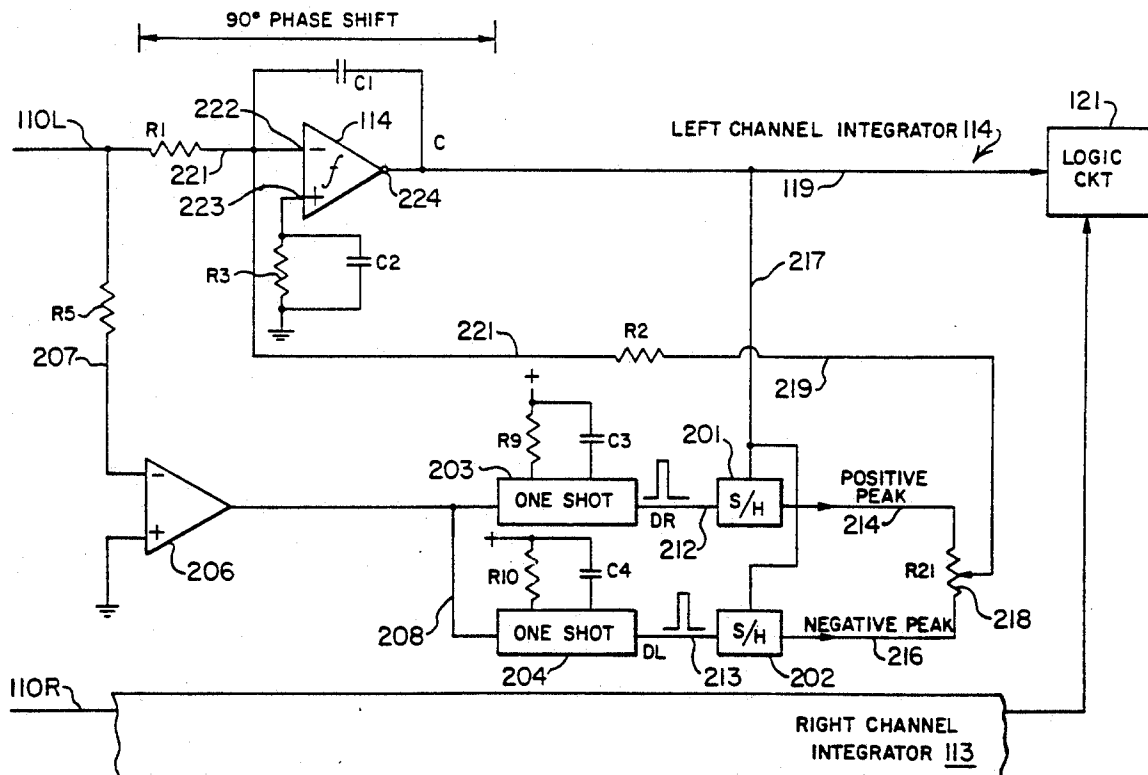 90° PHASE SHIFT
110L
R1
221
222
223
114
C1
C
224
R3
C2
LEFT CHANNEL INTEGRATOR 114
119
121
LOGIC
CKT
217
R5
207
221
R2
219
+
R9
C3
203
ONE SHOT
DR
212
201
S/H
POSITIVE
PEAK
214
−
+
206
+
R10
C4
208
ONE SHOT
204
DL
213
S/H
202
NEGATIVE PEAK
216
R21
218
110R
RIGHT CHANNEL
INTEGRATOR 113